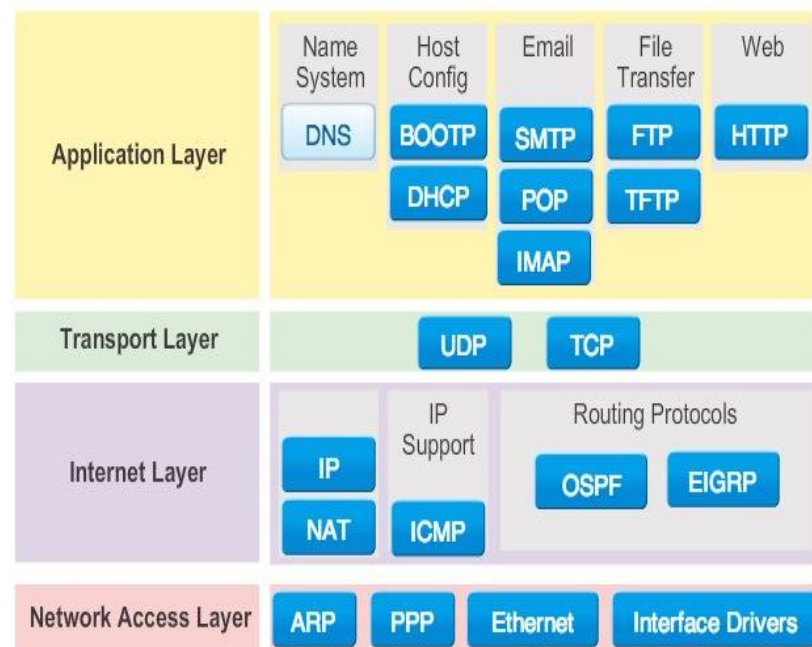 Application Layer
Name System
DNS
Host Config
BOOTP
DHCP
Email
SMTP
POP
IMAP
File Transfer
FTP
TFTP
Web
HTTP
Transport Layer
UDP
TCP
Internet Layer
IP
NAT
IP Support
ICMP
Routing Protocols
OSPF
EIGRP
Network Access Layer
ARP
PPP
Ethernet
Interface Drivers